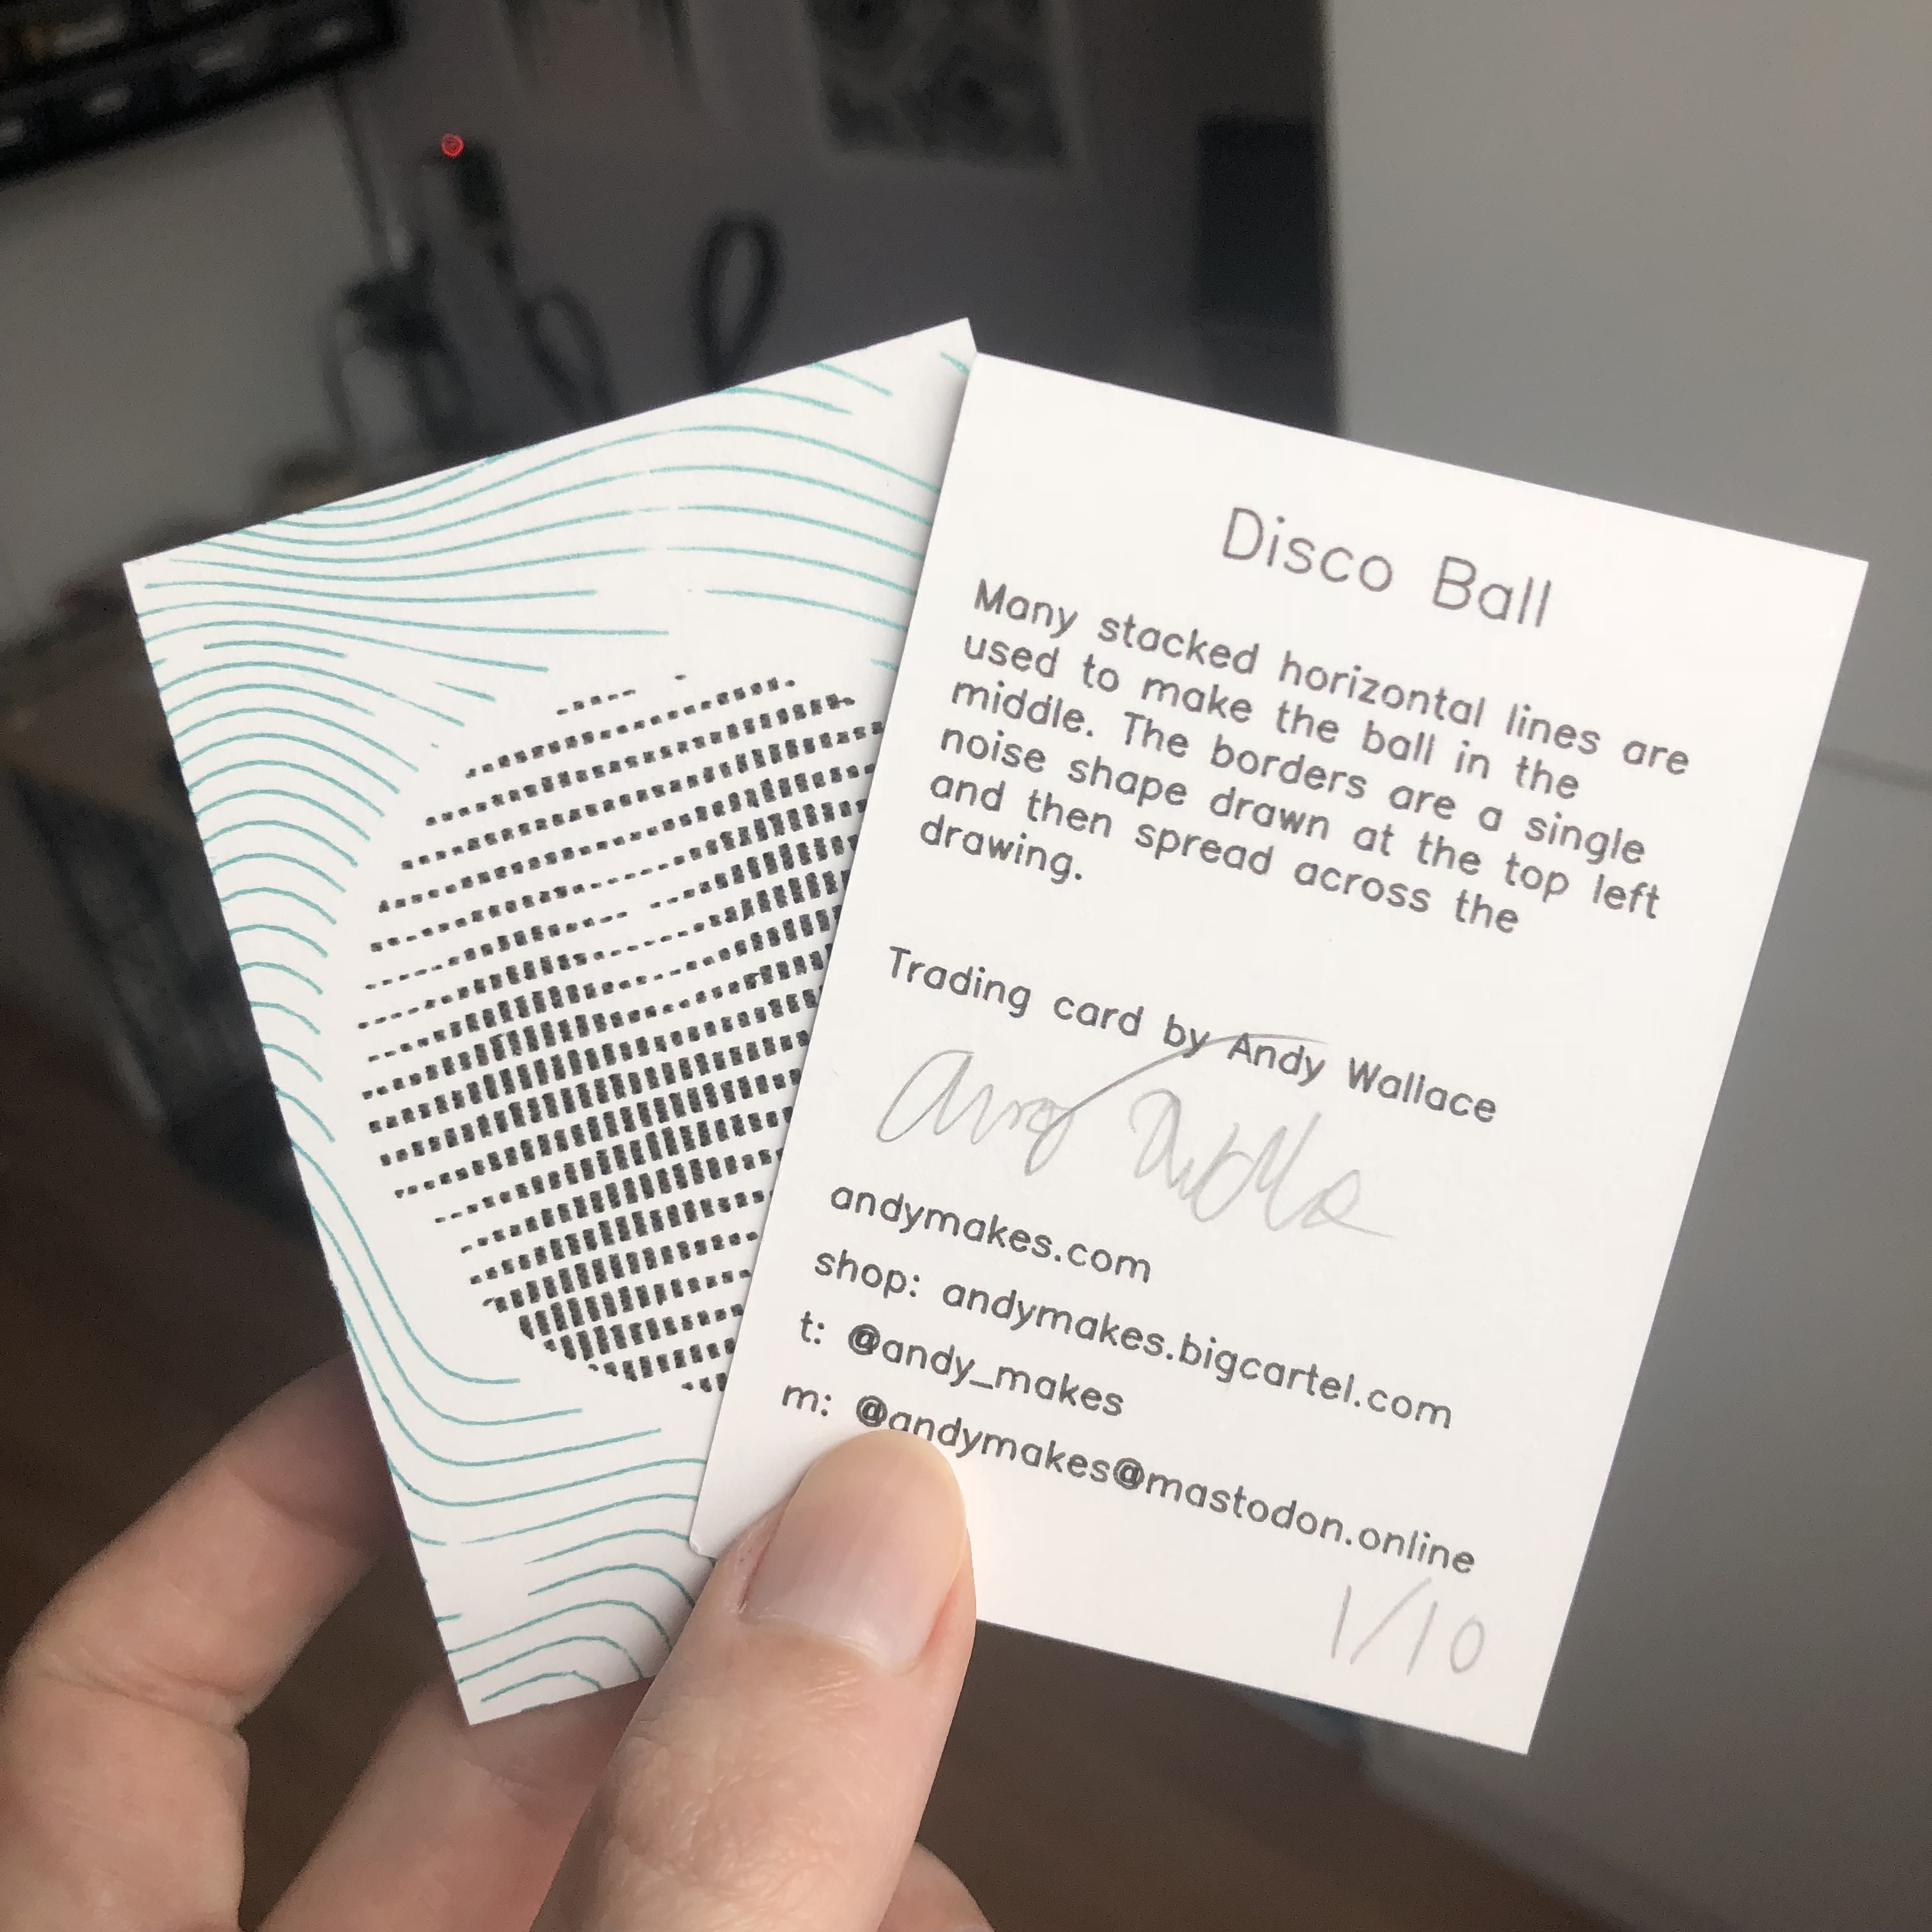 Disco Ball
Many stacked horizontal lines are
used to make the ball in the
middle. The borders are a single
noise shape drawn at the top left
and then spread across the
drawing.
Trading card by Andy Wallace
andymakes.com
shop: andymakes.bigcartel.com
t: @andy_makes
m: @andymakes@mastodon.online
1/10